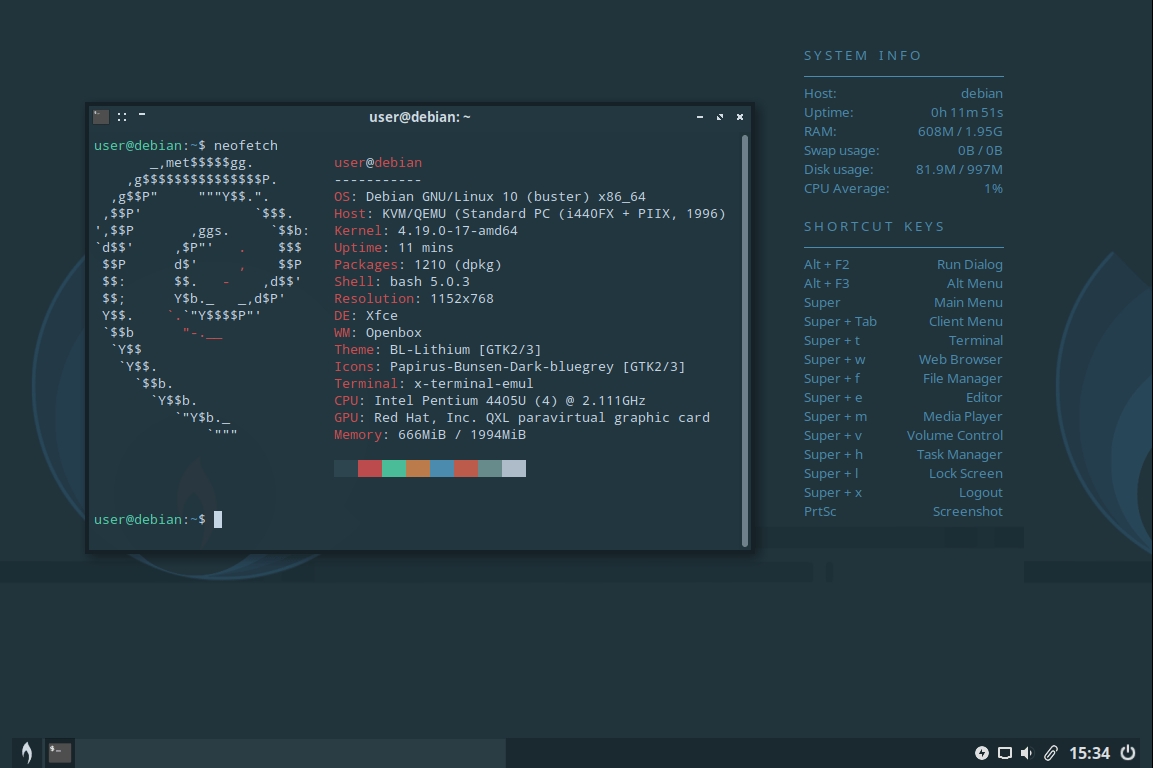 user@debian: ~
user@debian:~$ neofetch
       _,met$$$$$gg.
    ,g$$$$$$$$$$$$$$$P.
  ,g$$P"     """Y$$.".
 ,$$P'              `$$$.
',$$P       ,ggs.     `$$b:
`d$$'     ,$P"'   .    $$$
 $$P      d$'     ,    $$P
 $$:      $$.   -    ,d$$'
 $$;      Y$b._   _,d$P'
 Y$$.    `.`"Y$$$$P"'
 `$$b      "-.__
  `Y$$
   `Y$$.
     `$$b.
       `Y$$b.
          `"Y$b._
              `"""
user@debian
-----------
OS: Debian GNU/Linux 10 (buster) x86_64
Host: KVM/QEMU (Standard PC (i440FX + PIIX, 1996)
Kernel: 4.19.0-17-amd64
Uptime: 11 mins
Packages: 1210 (dpkg)
Shell: bash 5.0.3
Resolution: 1152x768
DE: Xfce
WM: Openbox
Theme: BL-Lithium [GTK2/3]
Icons: Papirus-Bunsen-Dark-bluegrey [GTK2/3]
Terminal: x-terminal-emul
CPU: Intel Pentium 4405U (4) @ 2.111GHz
GPU: Red Hat, Inc. QXL paravirtual graphic card
Memory: 666MiB / 1994MiB
user@debian:~$
SYSTEM INFO
Host: debian
Uptime: 0h 11m 51s
RAM: 608M / 1.95G
Swap usage: 0B / 0B
Disk usage: 81.9M / 997M
CPU Average: 1%
SHORTCUT KEYS
Alt + F2 Run Dialog
Alt + F3 Alt Menu
Super Main Menu
Super + Tab Client Menu
Super + t Terminal
Super + w Web Browser
Super + f File Manager
Super + e Editor
Super + m Media Player
Super + v Volume Control
Super + h Task Manager
Super + l Lock Screen
Super + x Logout
PrtSc Screenshot
15:34